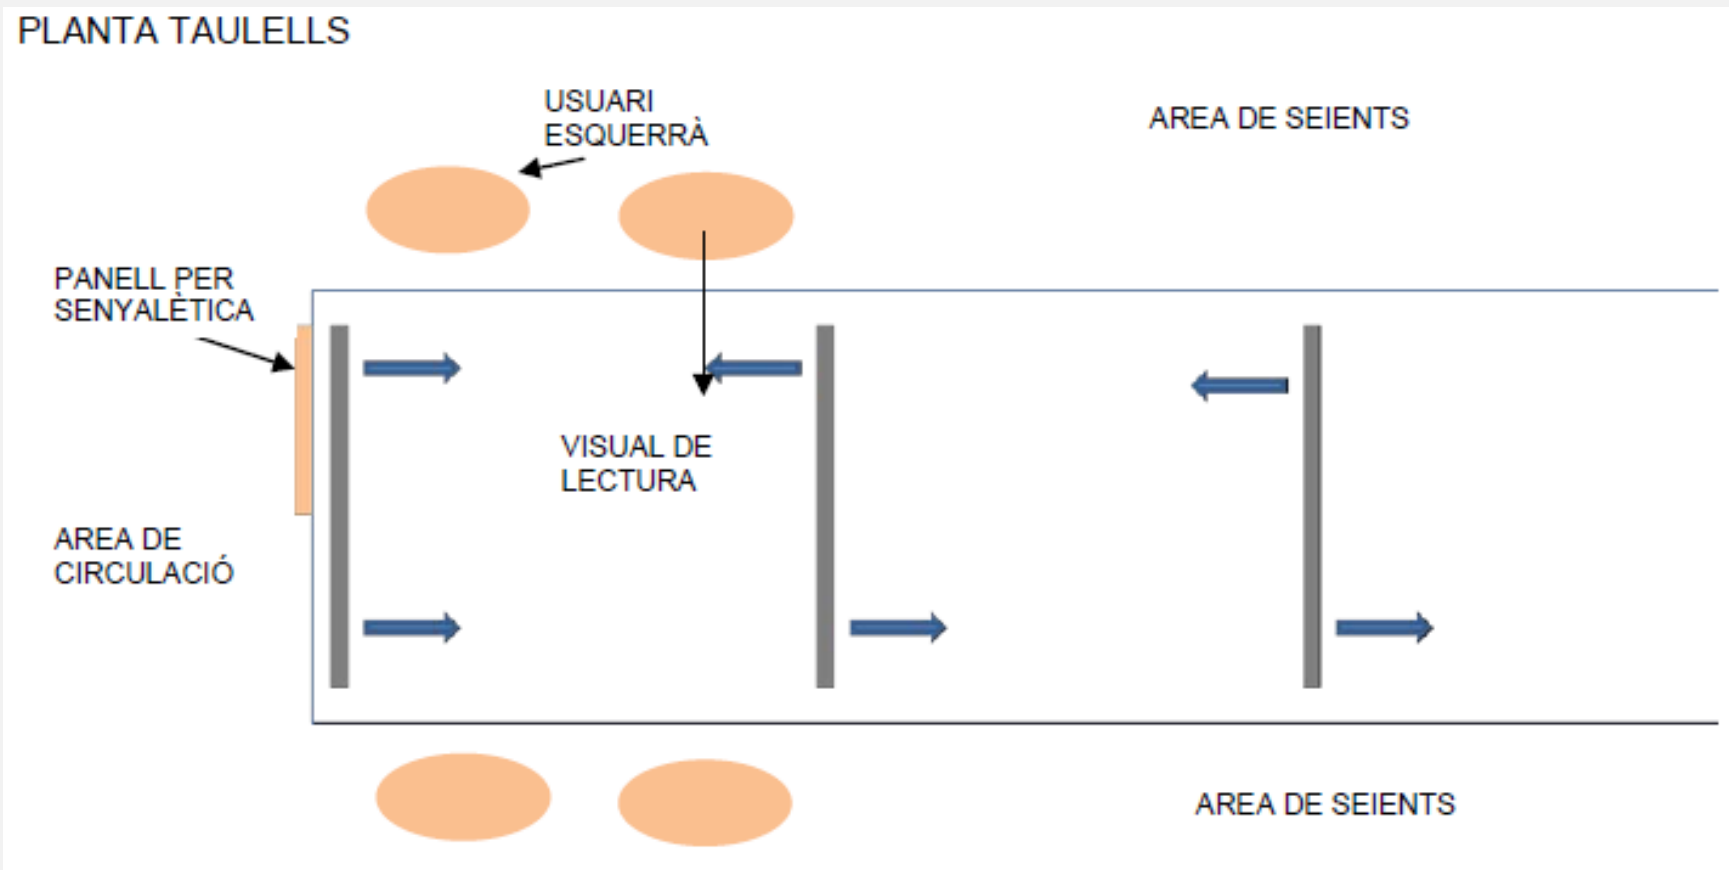 PLANTA TAULELLS
USUARI
ESQUERRÀ
AREA DE SEIENTS
PANELL PER
SENYALÈTICA
VISUAL DE
LECTURA
AREA DE
CIRCULACIÓ
AREA DE SEIENTS